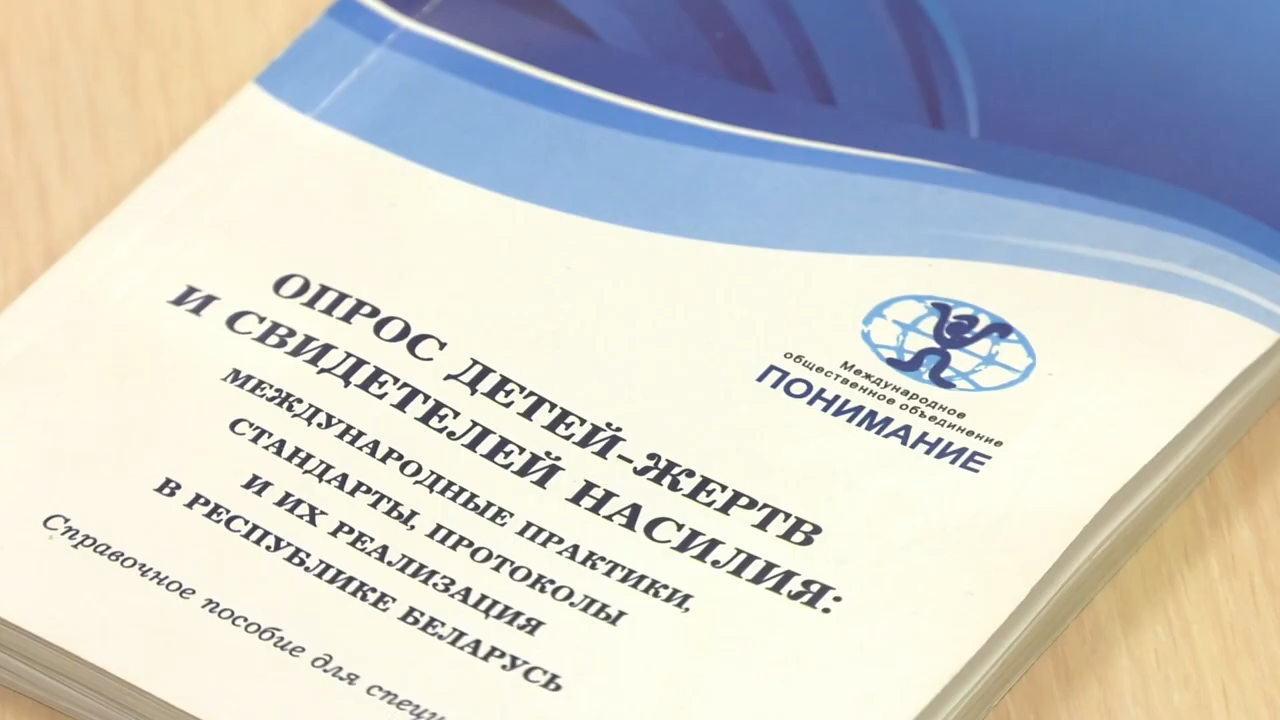 Международное
общественное объединение
ПОНИМАНИЕ
ОПРОС ДЕТЕЙ-ЖЕРТВ
И СВИДЕТЕЛЕЙ НАСИЛИЯ:
МЕЖДУНАРОДНЫЕ ПРАКТИКИ,
СТАНДАРТЫ, ПРОТОКОЛЫ
И ИХ РЕАЛИЗАЦИЯ
В РЕСПУБЛИКЕ БЕЛАРУСЬ
Справочное пособие для